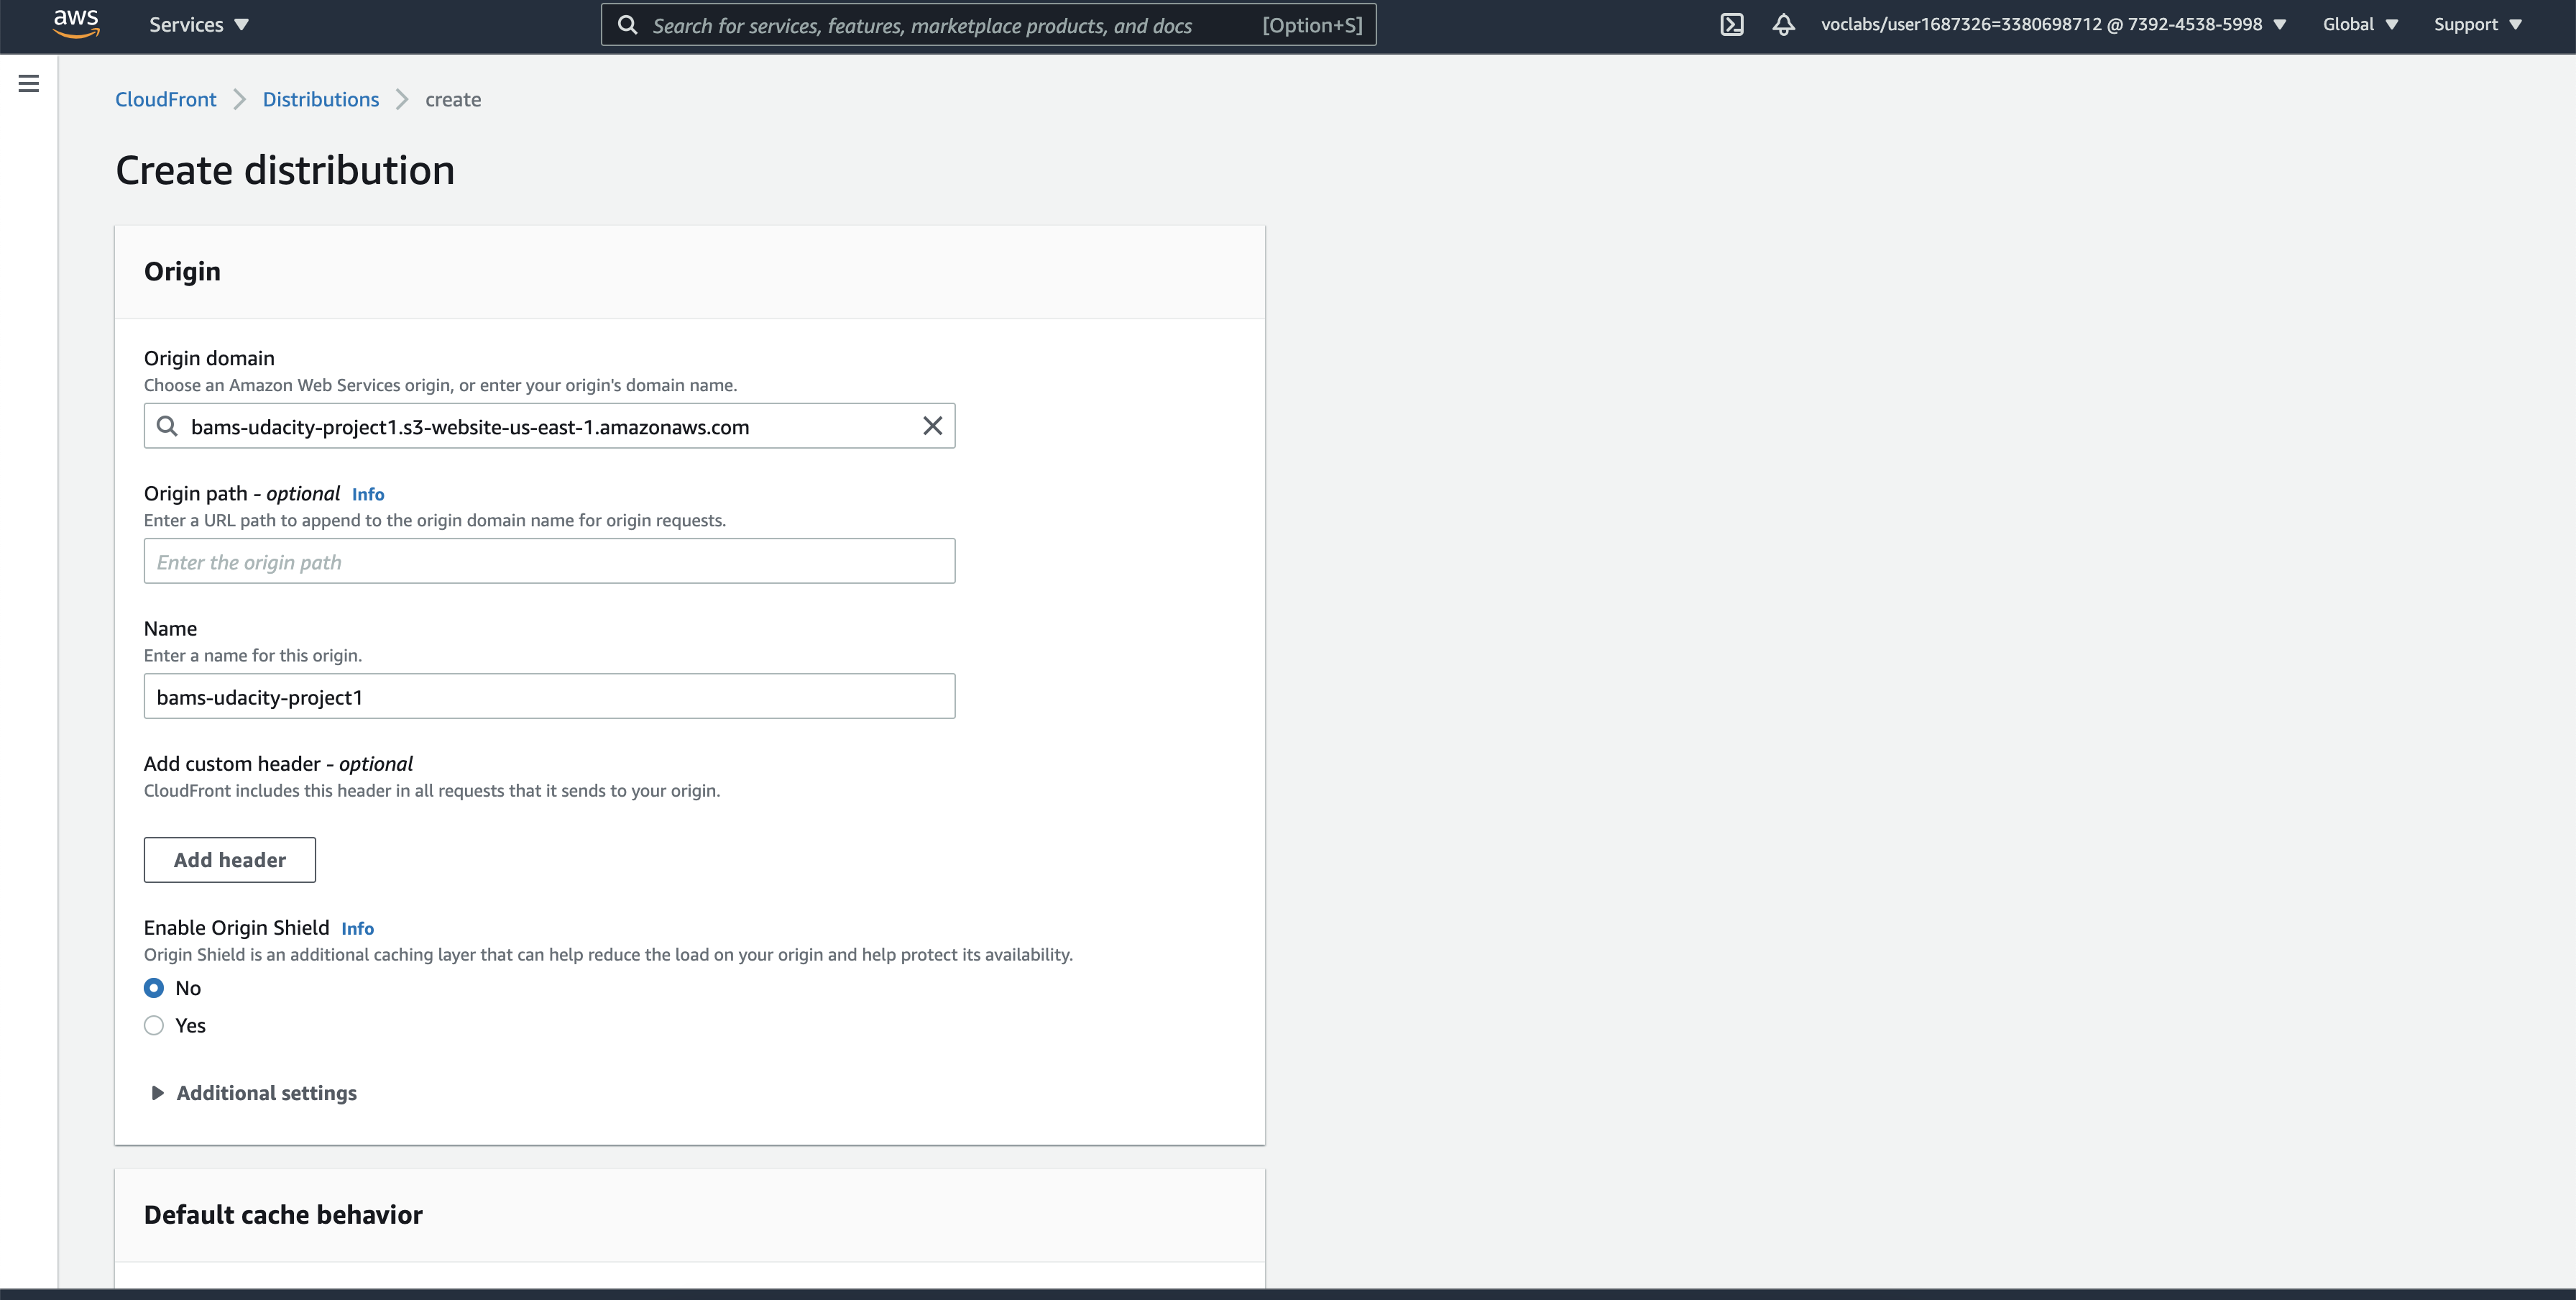 aws Services Search for services, features, marketplace products, and docs [Option+S] voclabs/user1687326=3380698712 @ 7392-4538-5998 Global Support
CloudFront Distributions create
Create distribution
Origin
Origin domain
Choose an Amazon Web Services origin, or enter your origin's domain name.
bams-udacity-project1.s3-website-us-east-1.amazonaws.com
Origin path - optional Info
Enter a URL path to append to the origin domain name for origin requests.
Enter the origin path
Name
Enter a name for this origin.
bams-udacity-project1
Add custom header - optional
CloudFront includes this header in all requests that it sends to your origin.
Add header
Enable Origin Shield Info
Origin Shield is an additional caching layer that can help reduce the load on your origin and help protect its availability.
No
Yes
Additional settings
Default cache behavior